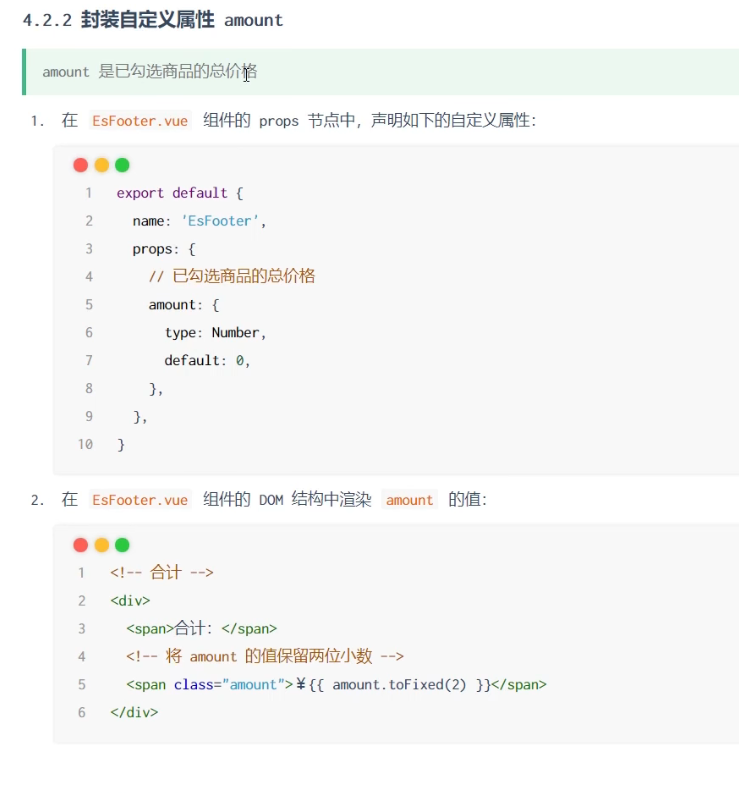 4.2.2 封装自定义属性 amount
amount 是已勾选商品的总价格
1. 在 EsFooter.vue 组件的 props 节点中，声明如下的自定义属性：
1 export default {
2 name: 'EsFooter',
3 props: {
4 // 已勾选商品的总价格
5 amount: {
6 type: Number,
7 default: 0,
8 },
9 },
10 }
2. 在 EsFooter.vue 组件的 DOM 结构中渲染 amount 的值：
1 <!-- 合计 -->
2 <div>
3 <span>合计：</span>
4 <!-- 将 amount 的值保留两位小数 -->
5 <span class="amount">￥{{ amount.toFixed(2) }}</span>
6 </div>